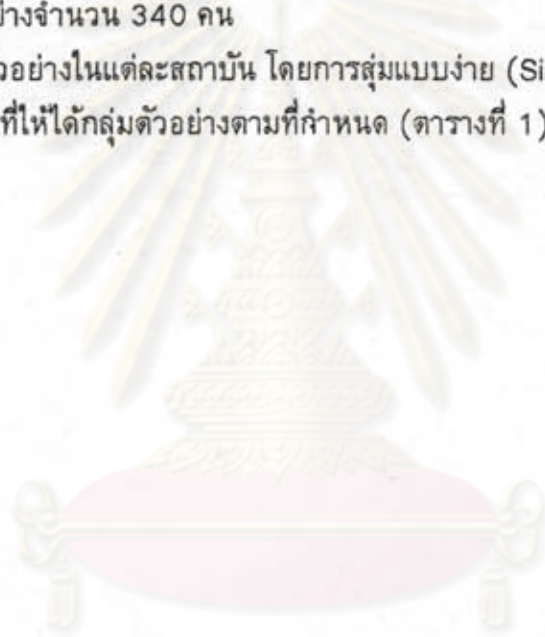 ย่างจำนวน 340 คน
วอย่างในแต่ละสถาบัน โดยการสุ่มแบบง่าย (Si
ที่ให้ได้กลุ่มตัวอย่างตามที่กำหนด (ตารางที่ 1)